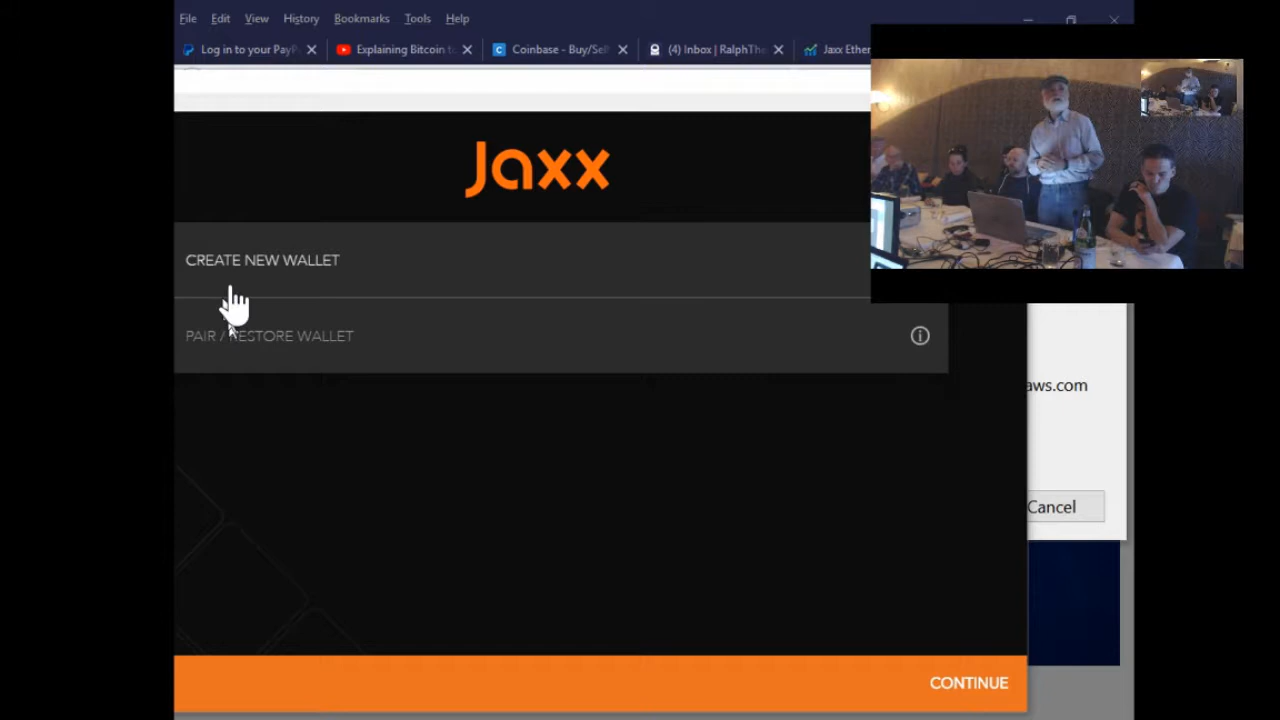 File Edit View History Bookmarks Tools Help
Log in to your PayP
Explaining Bitcoin t
Coinbase - Buy/Sel
(4) Inbox | RalphThe
Jaxx Ether
Jaxx
CREATE NEW WALLET
PAIR / RESTORE WALLET
aws.com
Cancel
CONTINUE